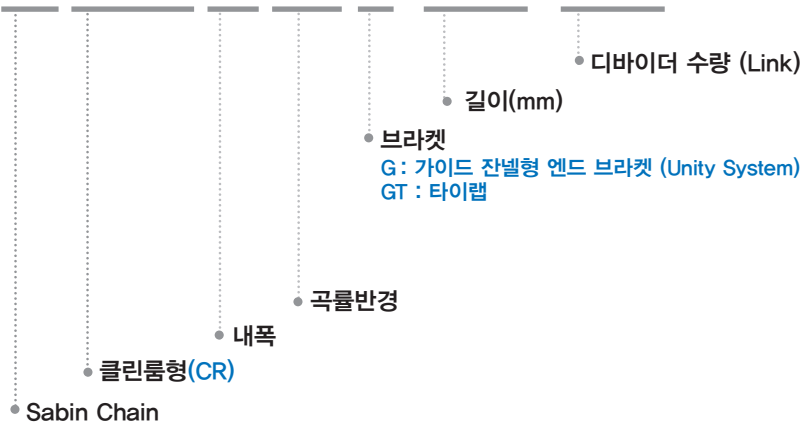 디바이더 수량 (Link)
길이(mm)
브라켓
G : 가이드 잔넬형 엔드 브라켓 (Unity System)
GT : 타이랩
곡률반경
내폭
클린룸형(CR)
Sabin Chain